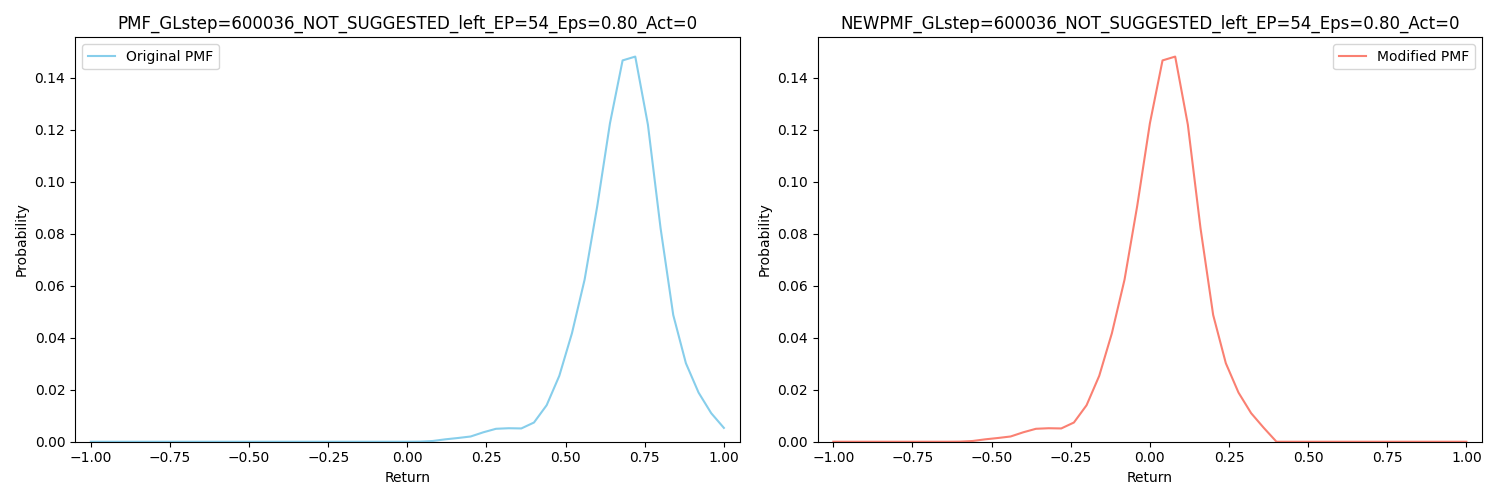 PMF_GLstep=600036_NOT_SUGGESTED_left_EP=54_Eps=0.80_Act=0
Original PMF
0.14
0.12
0.10
0.08
0.06
0.04
0.02
0.00
Probability
−1.00 −0.75 −0.50 −0.25 0.00 0.25 0.50 0.75 1.00
Return
NEWPMF_GLstep=600036_NOT_SUGGESTED_left_EP=54_Eps=0.80_Act=0
Modified PMF
0.14
0.12
0.10
0.08
0.06
0.04
0.02
0.00
Probability
−1.00 −0.75 −0.50 −0.25 0.00 0.25 0.50 0.75 1.00
Return